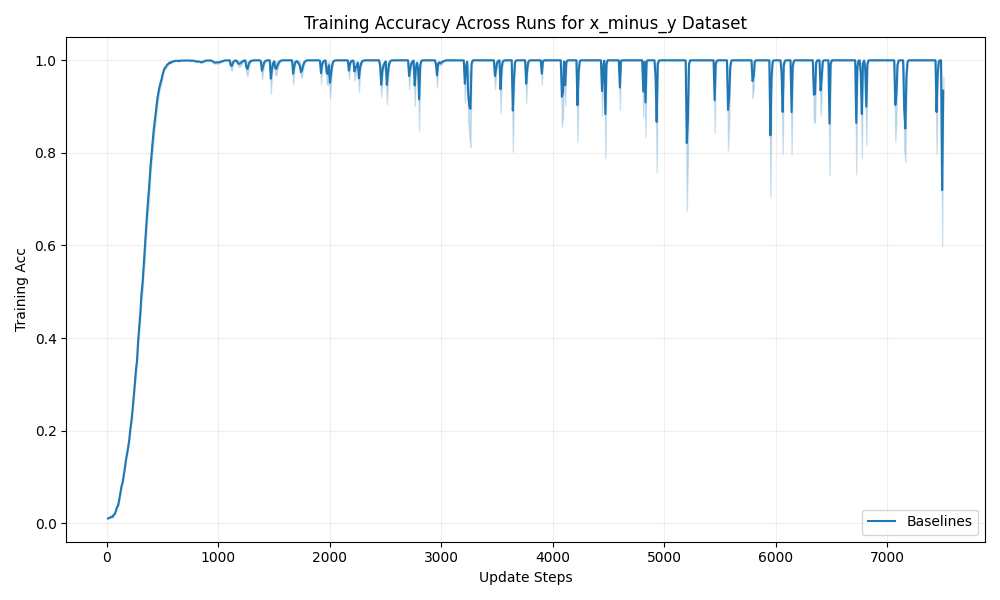 Training Accuracy Across Runs for x_minus_y Dataset
1.0
0.8
0.6
0.4
0.2
0.0
Training Acc
0 1000 2000 3000 4000 5000 6000 7000
Update Steps
Baselines